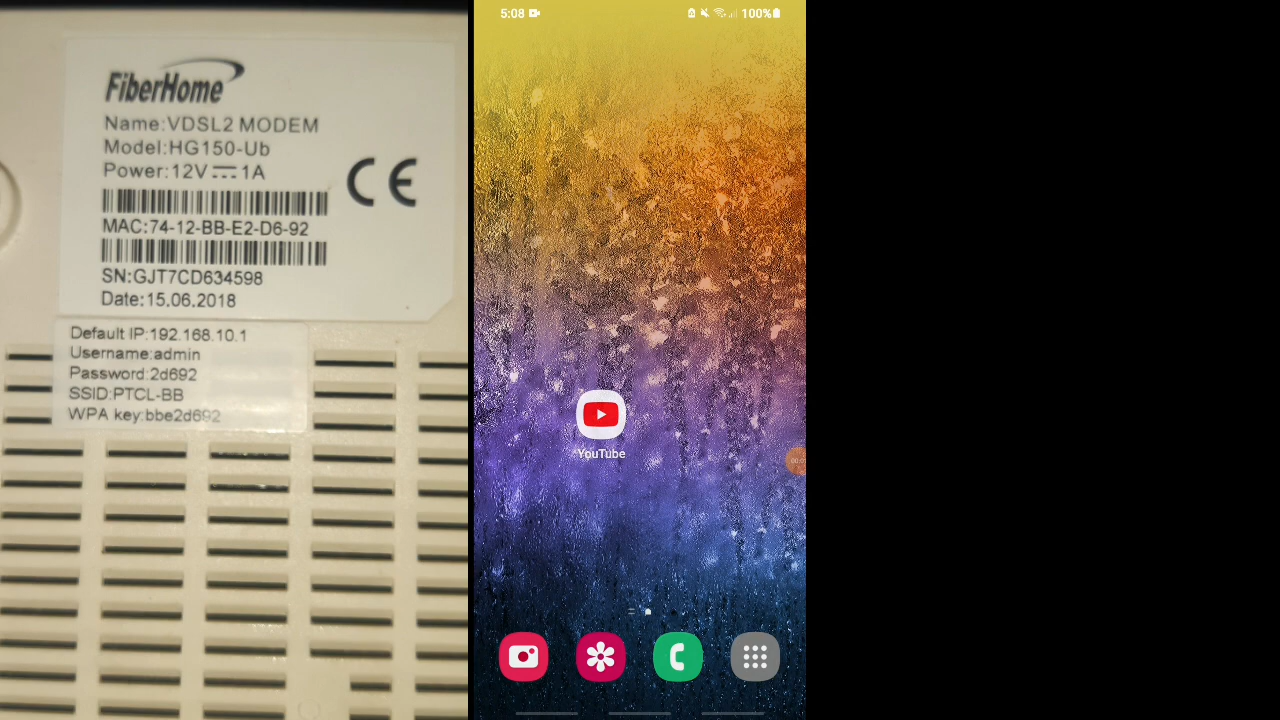 FiberHome
Name:VDSL2 MODEM
Model:HG150-Ub
Power:12V 1A
CE
MAC:74-12-BB-E2-D6-92
SN:GJT7CD634598
Date:15.06.2018
Default IP:192.168.10.1
Username:admin
Password:2d692
SSID:PTCL-BB
WPA key:bbe2d692
5:08
100%
YouTube